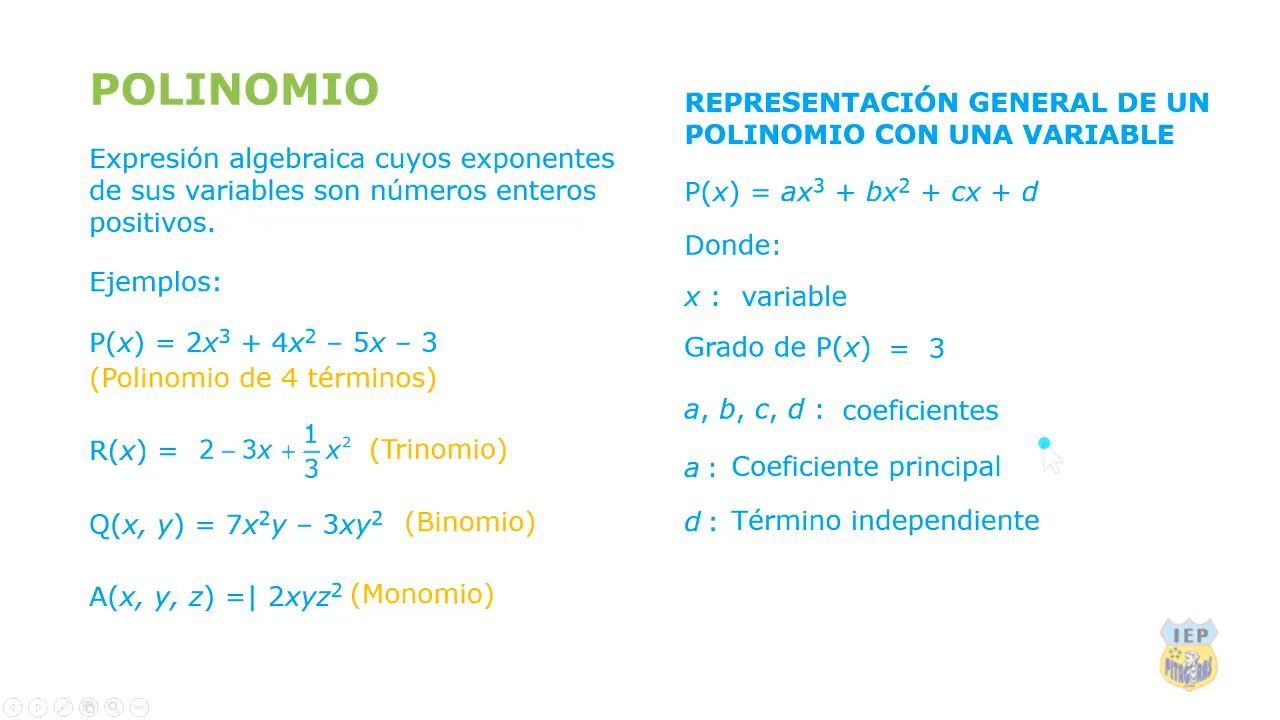 POLINOMIO
Expresión algebraica cuyos exponentes
de sus variables son números enteros
positivos.
Ejemplos:
P(x) = 2x³ + 4x² – 5x – 3
(Polinomio de 4 términos)
R(x) = 2 – 3x + 1/3 x² (Trinomio)
Q(x, y) = 7x²y – 3xy² (Binomio)
A(x, y, z) =| 2xyz² (Monomio)
REPRESENTACIÓN GENERAL DE UN
POLINOMIO CON UNA VARIABLE
P(x) = ax³ + bx² + cx + d
Donde:
x : variable
Grado de P(x) = 3
a, b, c, d : coeficientes
a : Coeficiente principal
d : Término independiente
IEP
PITAGORAS